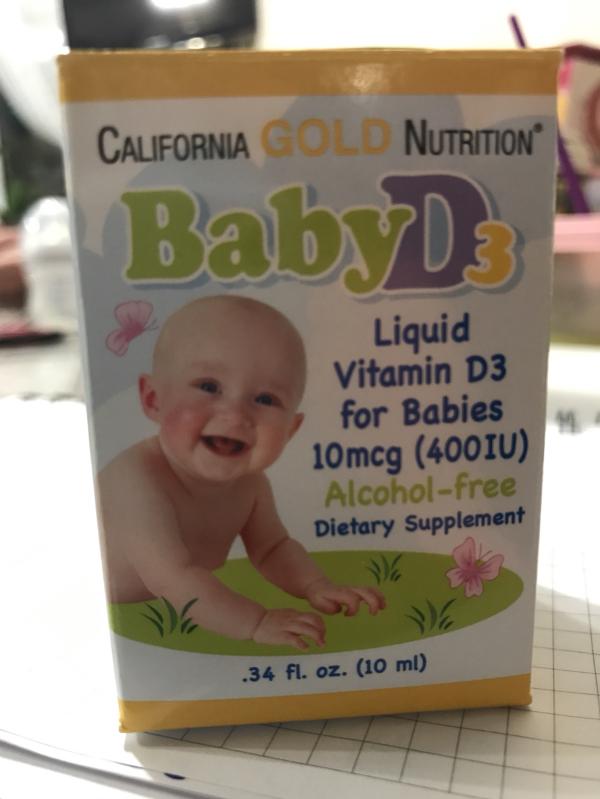 CALIFORNIA GOLD NUTRITION®
BabyD3
Liquid
Vitamin D3
for Babies
10mcg (400IU)
Alcohol-free
Dietary Supplement
.34 fl. oz. (10 ml)